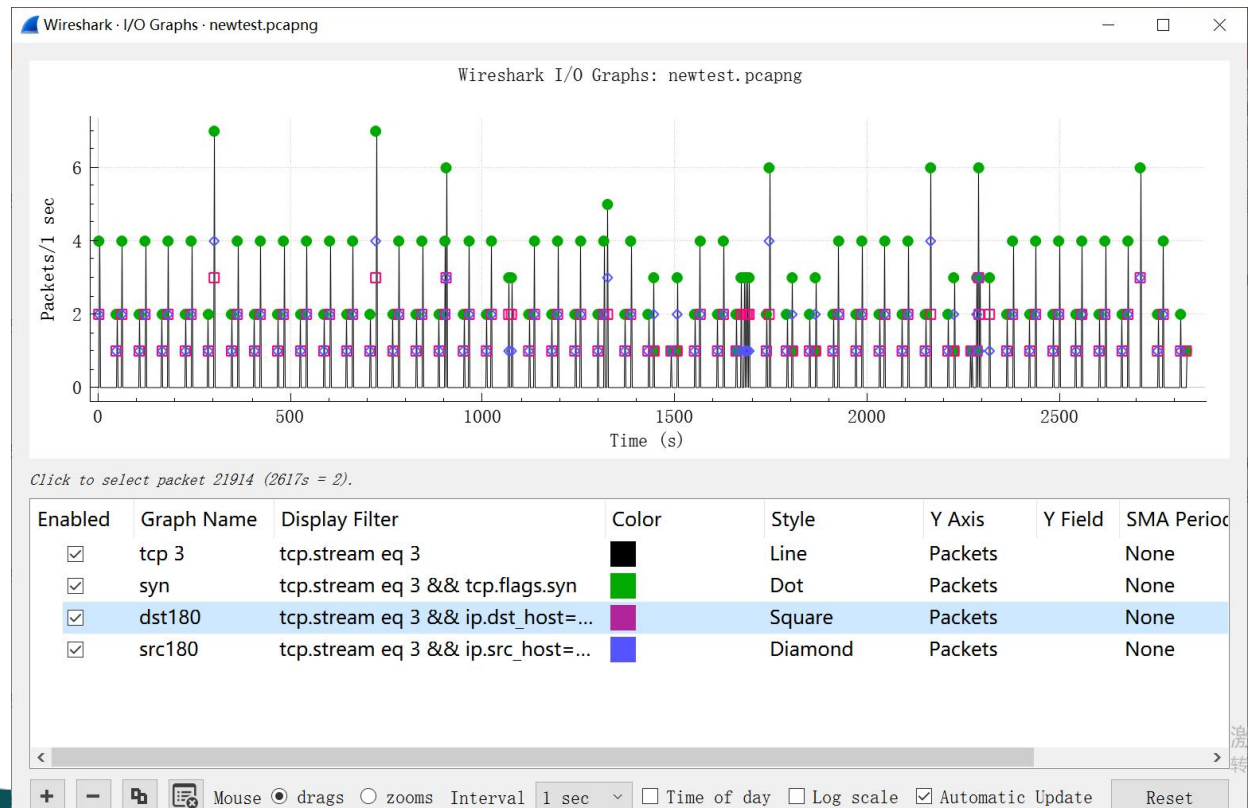 Wireshark · I/O Graphs · newtest.pcapng
Wireshark I/O Graphs: newtest.pcapng
Packets/1 sec
6
4
2
0
0 500 1000 1500 2000 2500
Time (s)
Click to select packet 21914 (2617s = 2).
Enabled Graph Name Display Filter Color Style Y Axis Y Field SMA Period
tcp 3 tcp.stream eq 3 Line Packets None
syn tcp.stream eq 3 && tcp.flags.syn Dot Packets None
dst180 tcp.stream eq 3 && ip.dst_host=... Square Packets None
src180 tcp.stream eq 3 && ip.src_host=... Diamond Packets None
激
转
Mouse drags zooms Interval 1 sec Time of day Log scale Automatic Update Reset